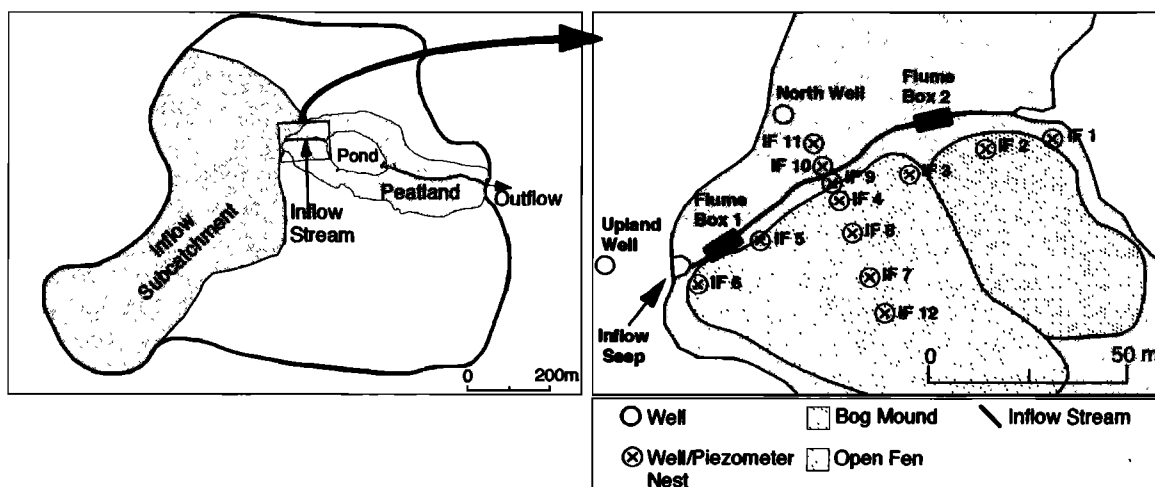 Pond
Peatland
Outflow
Inflow
Stream
Inflow
Subcatchment
0 200m
North Well
Flume
Box 2
IF 11
IF 10
IF 9
IF 4
IF 3
IF 2
IF 1
Flume
Box 1
Upland
Well
IF 5
IF 8
IF 7
IF 6
IF 12
Inflow
Seep
0 50 m
Well
Bog Mound
Inflow Stream
Well/Piezometer
Nest
Open Fen